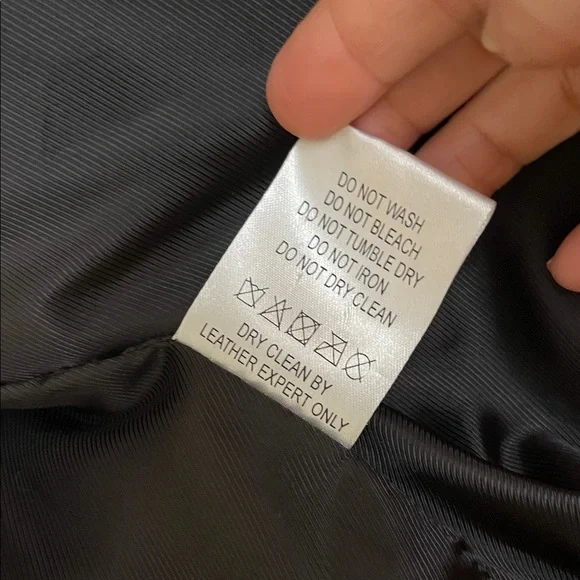 DO NOT WASH
DO NOT BLEACH
DO NOT TUMBLE DRY
DO NOT IRON
DO NOT DRY CLEAN
DRY CLEAN BY
LEATHER EXPERT ONLY